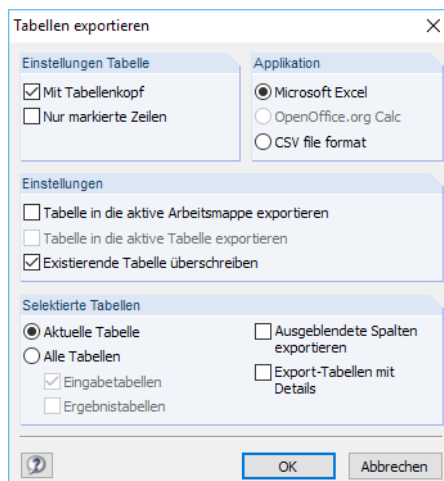 Tabellen exportieren
Einstellungen Tabelle
Mit Tabellenkopf
Nur markierte Zeilen
Applikation
Microsoft Excel
OpenOffice.org Calc
CSV file format
Einstellungen
Tabelle in die aktive Arbeitsmappe exportieren
Tabelle in die aktive Tabelle exportieren
Existierende Tabelle überschreiben
Selektierte Tabellen
Aktuelle Tabelle
Alle Tabellen
Eingabetabellen
Ergebnistabellen
Ausgeblendete Spalten
exportieren
Export-Tabellen mit
Details
OK
Abbrechen